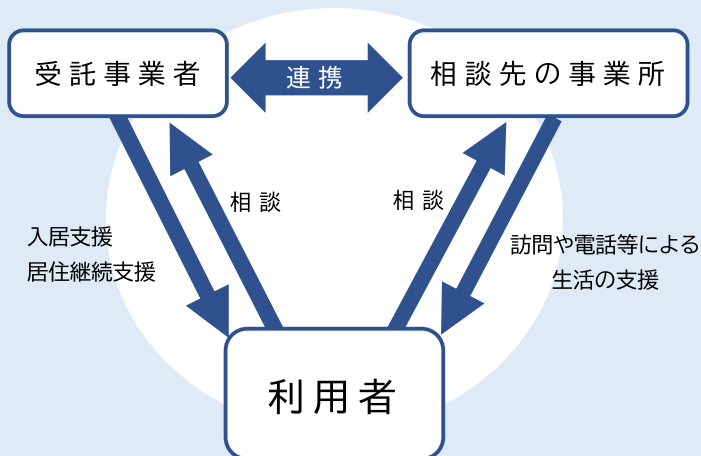 受託事業者
連携
相談先の事業所
相談
相談
入居支援
居住継続支援
訪問や電話等による
生活の支援
利用者